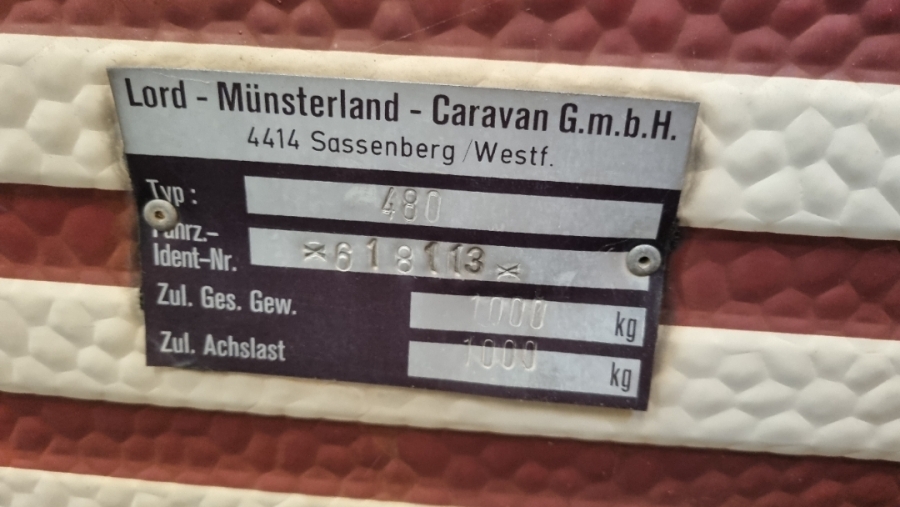 Lord - Münsterland - Caravan G.m.b.H.
4414 Sassenberg/Westf.
Typ: 480
Fahrz.-
Ident-Nr. *618113*
Zul. Ges. Gew. 1000 kg
Zul. Achslast 1000 kg